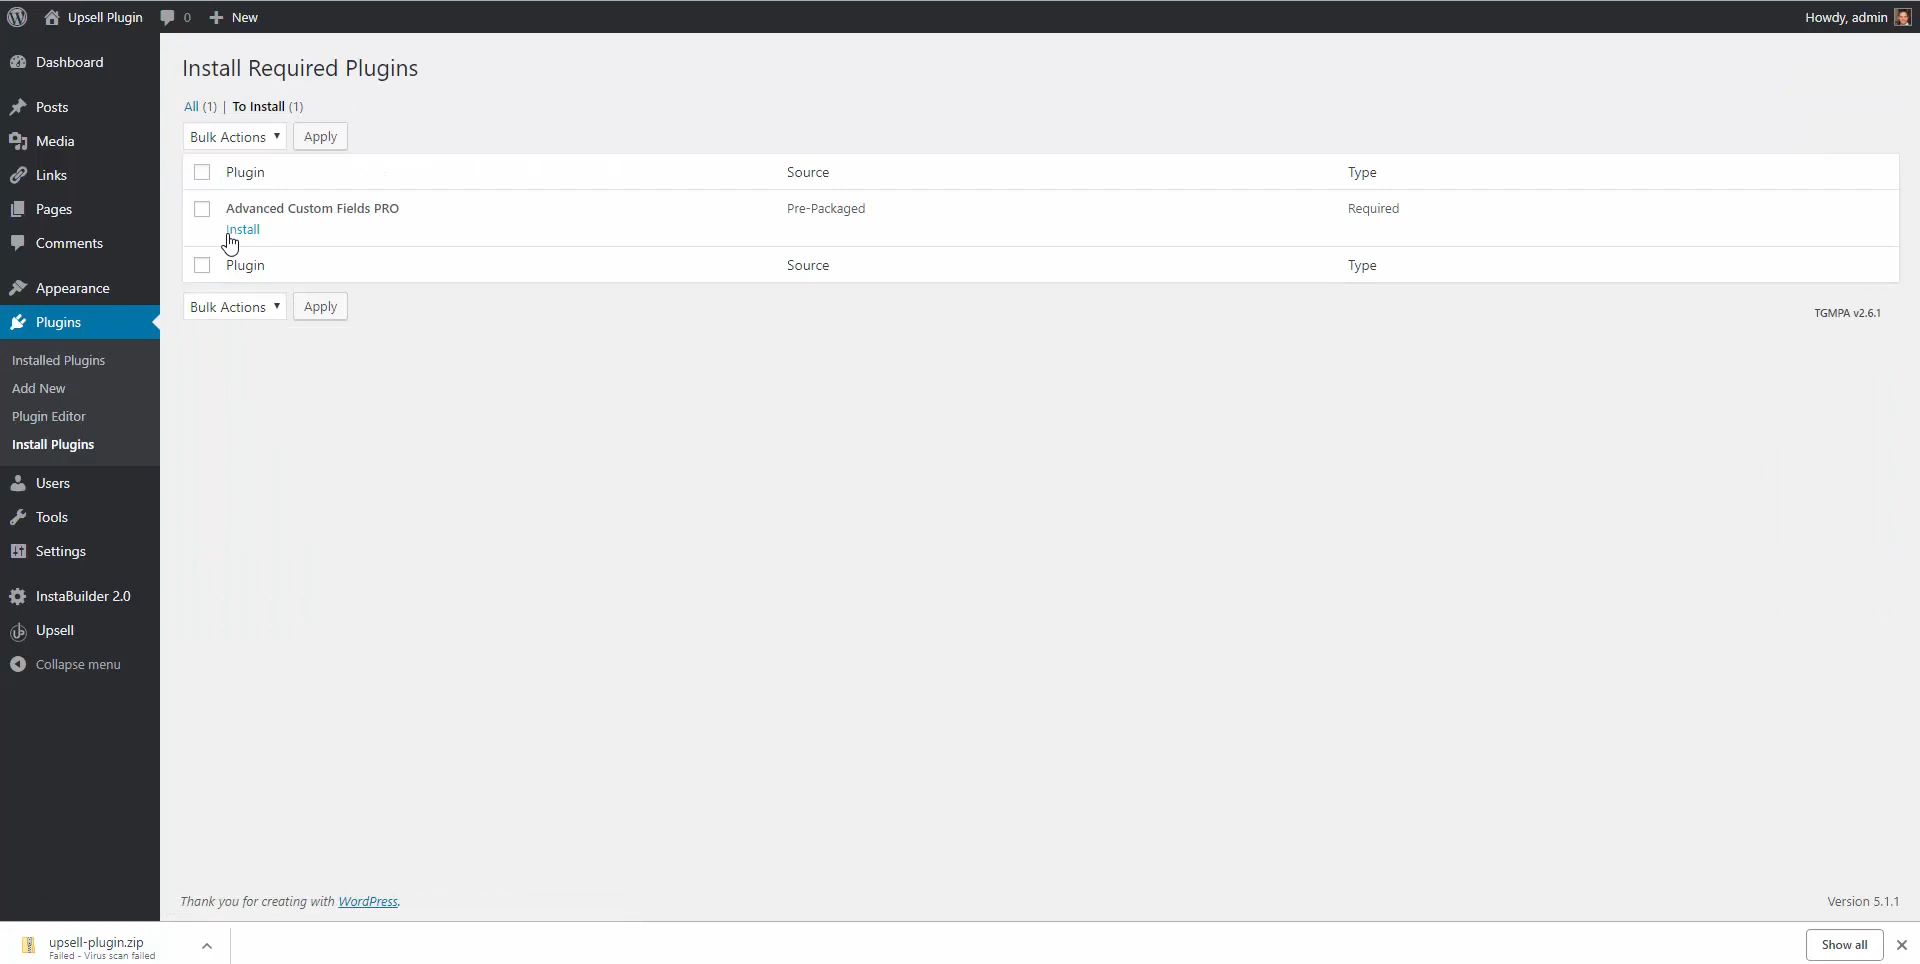 Upsell Plugin 0 New Howdy, admin
Dashboard
Posts
Media
Links
Pages
Comments
Appearance
Plugins
Installed Plugins
Add New
Plugin Editor
Install Plugins
Users
Tools
Settings
InstaBuilder 2.0
Upsell
Collapse menu
Install Required Plugins
All (1) | To Install (1)
Bulk Actions Apply
Plugin Source Type
Advanced Custom Fields PRO Pre-Packaged Required
Install
Plugin Source Type
Bulk Actions Apply
TGMPA v2.6.1
Thank you for creating with WordPress. Version 5.1.1
upsell-plugin.zip
Failed - Virus scan failed
Show all